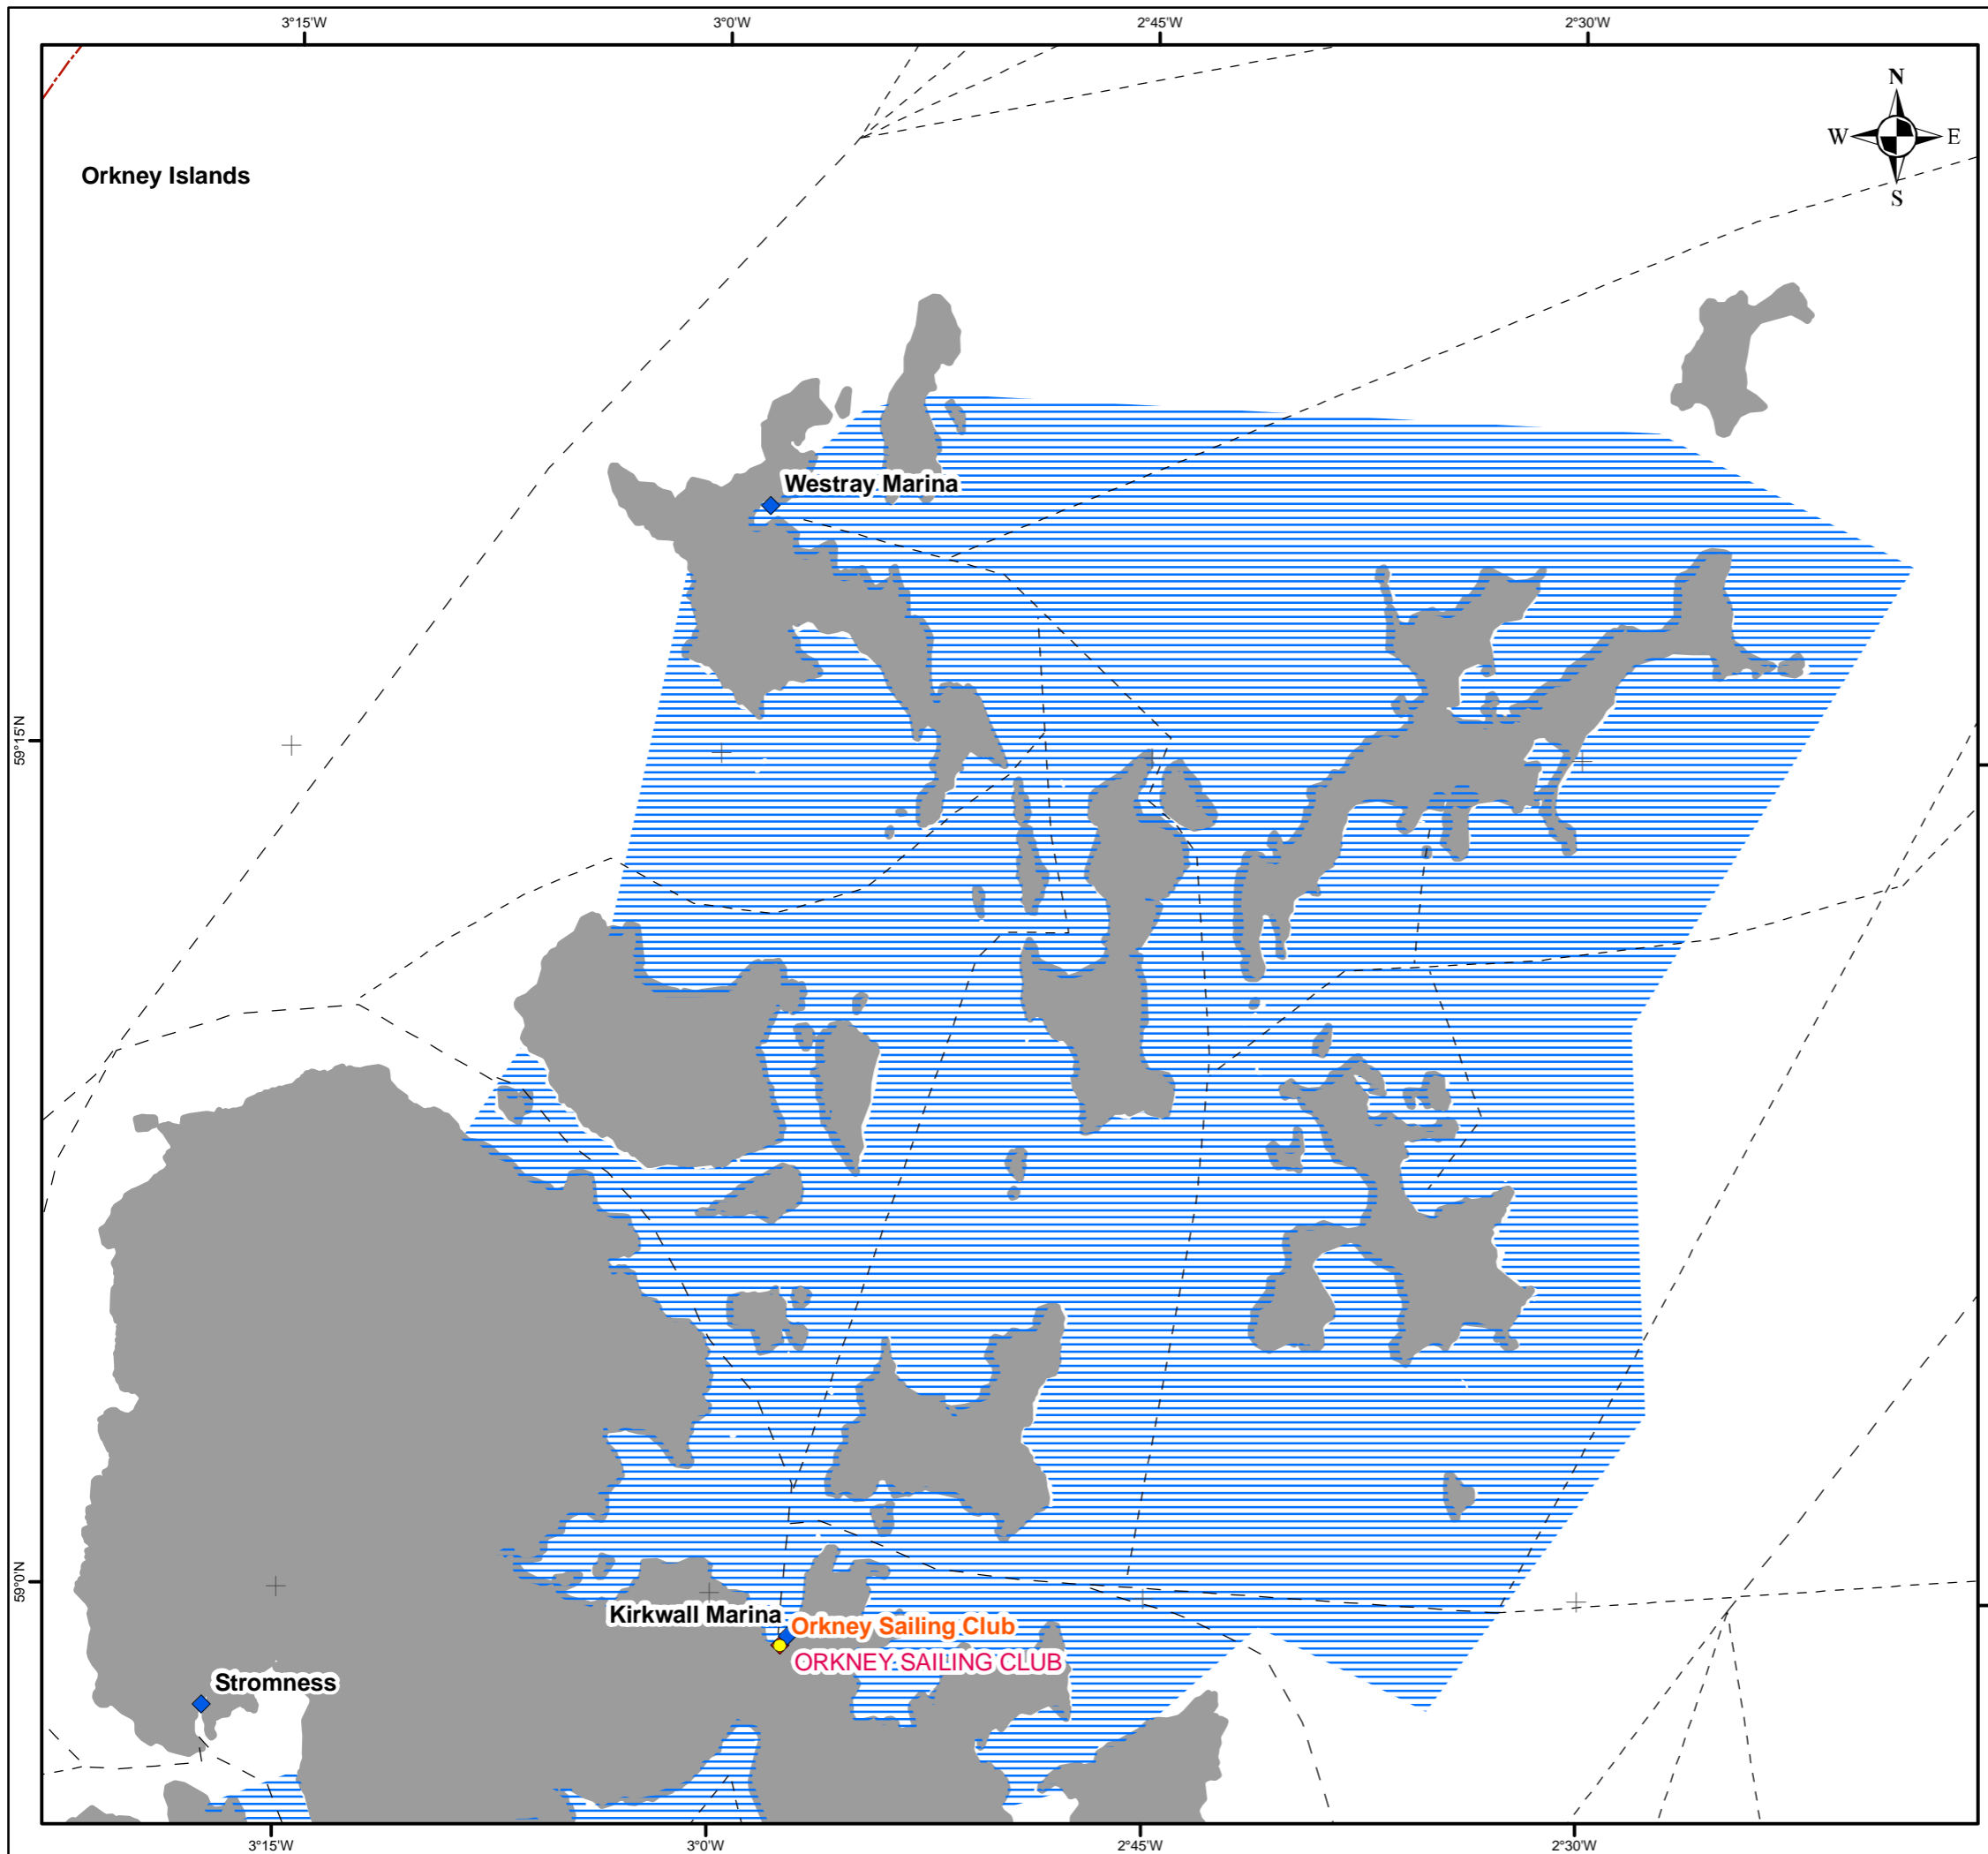 3°15'W
3°0'W
2°45'W
2°30'W
N
W
E
S
Orkney Islands
Westray Marina
59°15'N
59°0'N
Kirkwall Marina
Orkney Sailing Club
ORKNEY SAILING CLUB
Stromness
3°15'W
3°0'W
2°45'W
2°30'W